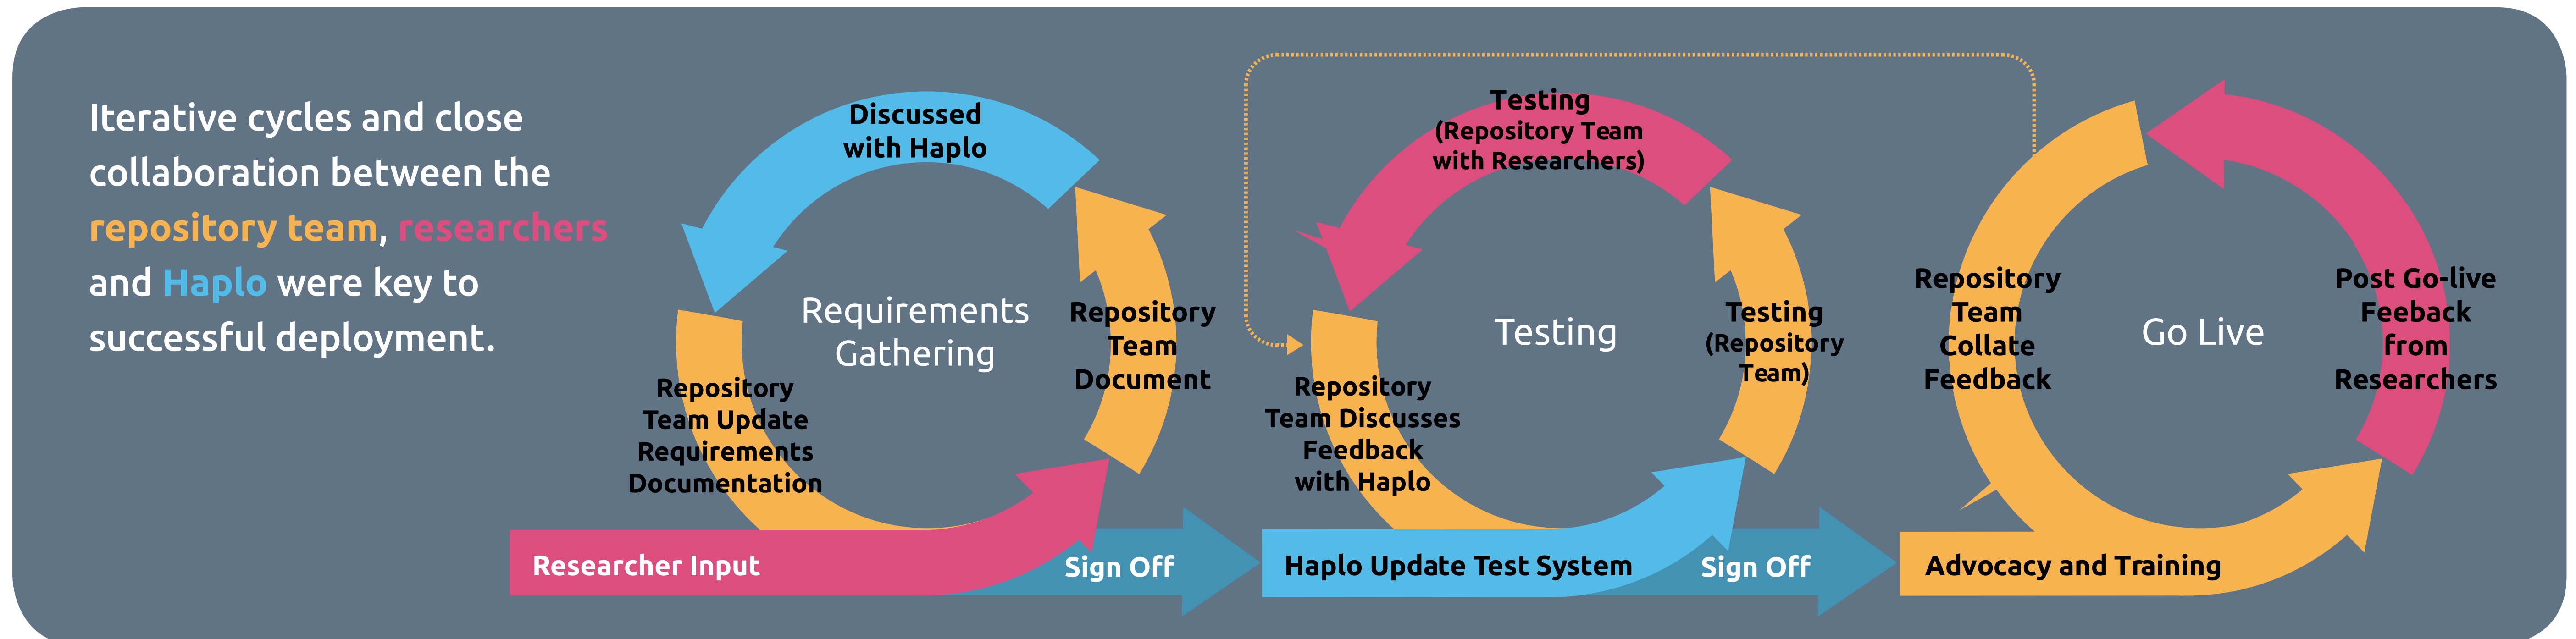 Iterative cycles and close
collaboration between the
repository team, researchers
and Haplo were key to
successful deployment.
Discussed
with Haplo
Requirements
Gathering
Repository
Team
Document
Repository
Team Update
Requirements
Documentation
Researcher Input
Sign Off
Testing
(Repository Team
with Researchers)
Testing
Testing
(Repository
Team)
Repository
Team Discusses
Feedback
with Haplo
Haplo Update Test System
Sign Off
Repository
Team
Collate
Feedback
Go Live
Post Go-live
Feeback
from
Researchers
Advocacy and Training